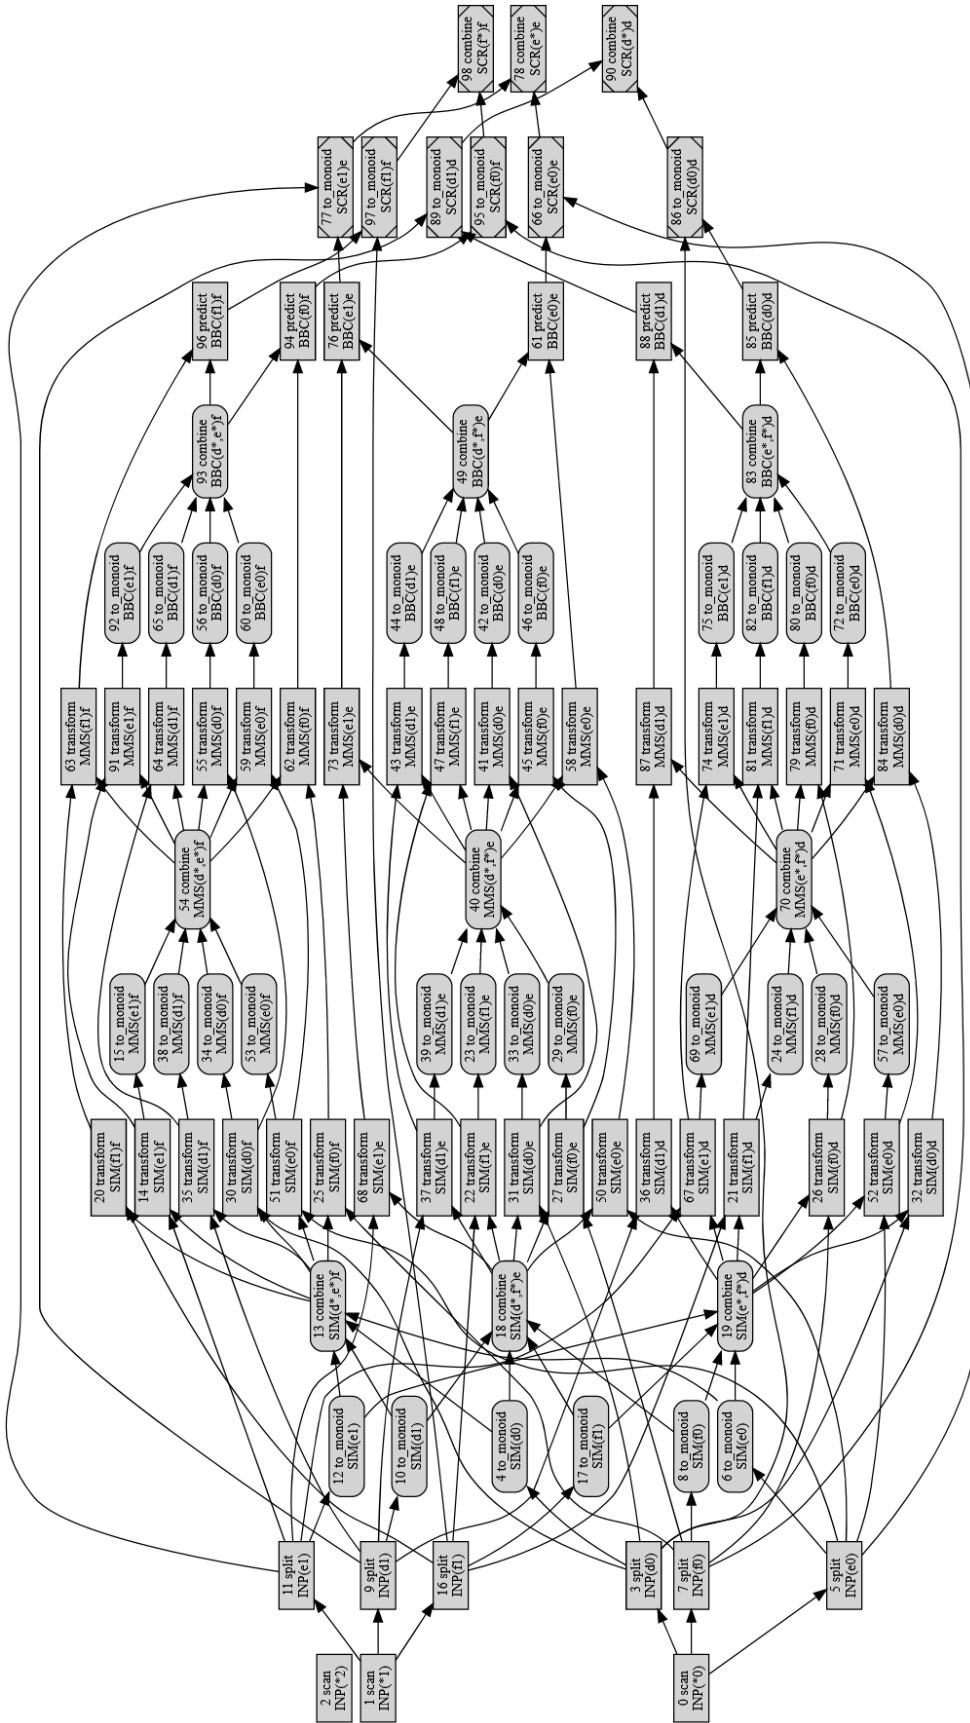 98 combine
SCR(f*)f
78 combine
SCR(e*)e
90 combine
SCR(d*)d
77 to_monoid
SCR(e1)e
97 to_monoid
SCR(f1)f
89 to_monoid
SCR(d1)d
95 to_monoid
SCR(f0)f
66 to_monoid
SCR(e0)e
86 to_monoid
SCR(d0)d
96 predict
BBC(f1)f
94 predict
BBC(f0)f
76 predict
BBC(e1)e
61 predict
BBC(e0)e
88 predict
BBC(d1)d
85 predict
BBC(d0)d
93 combine
BBC(d*,e*)f
49 combine
BBC(d*,f*)e
83 combine
BBC(e*,f*)d
92 to_monoid
BBC(e1)f
65 to_monoid
BBC(d1)f
56 to_monoid
BBC(d0)f
60 to_monoid
BBC(e0)f
44 to_monoid
BBC(d1)e
48 to_monoid
BBC(f1)e
42 to_monoid
BBC(d0)e
46 to_monoid
BBC(f0)e
75 to_monoid
BBC(e1)d
82 to_monoid
BBC(f1)d
80 to_monoid
BBC(f0)d
72 to_monoid
BBC(e0)d
63 transform
MMS(f1)f
91 transform
MMS(e1)f
64 transform
MMS(d1)f
55 transform
MMS(d0)f
59 transform
MMS(e0)f
62 transform
MMS(f0)f
73 transform
MMS(e1)e
43 transform
MMS(d1)e
47 transform
MMS(f1)e
41 transform
MMS(d0)e
45 transform
MMS(f0)e
58 transform
MMS(e0)e
87 transform
MMS(d1)d
74 transform
MMS(e1)d
81 transform
MMS(f1)d
79 transform
MMS(f0)d
71 transform
MMS(e0)d
84 transform
MMS(d0)d
54 combine
MMS(d*,e*)f
40 combine
MMS(d*,f*)e
70 combine
MMS(e*,f*)d
15 to_monoid
MMS(e1)f
38 to_monoid
MMS(d1)f
34 to_monoid
MMS(d0)f
53 to_monoid
MMS(e0)f
39 to_monoid
MMS(d1)e
23 to_monoid
MMS(f1)e
33 to_monoid
MMS(d0)e
29 to_monoid
MMS(f0)e
69 to_monoid
MMS(e1)d
24 to_monoid
MMS(f1)d
28 to_monoid
MMS(f0)d
57 to_monoid
MMS(e0)d
20 transform
SIM(f1)f
14 transform
SIM(e1)f
35 transform
SIM(d1)f
30 transform
SIM(d0)f
51 transform
SIM(e0)f
25 transform
SIM(f0)f
68 transform
SIM(e1)e
37 transform
SIM(d1)e
22 transform
SIM(f1)e
31 transform
SIM(d0)e
27 transform
SIM(f0)e
50 transform
SIM(e0)e
36 transform
SIM(d1)d
67 transform
SIM(e1)d
21 transform
SIM(f1)d
26 transform
SIM(f0)d
52 transform
SIM(e0)d
32 transform
SIM(d0)d
13 combine
SIM(d*,e*)f
18 combine
SIM(d*,f*)e
19 combine
SIM(e*,f*)d
12 to_monoid
SIM(e1)
10 to_monoid
SIM(d1)
4 to_monoid
SIM(d0)
17 to_monoid
SIM(f1)
8 to_monoid
SIM(f0)
6 to_monoid
SIM(e0)
11 split
INP(e1)
9 split
INP(d1)
16 split
INP(f1)
3 split
INP(d0)
7 split
INP(f0)
5 split
INP(e0)
2 scan
INP(*2)
1 scan
INP(*1)
0 scan
INP(*0)